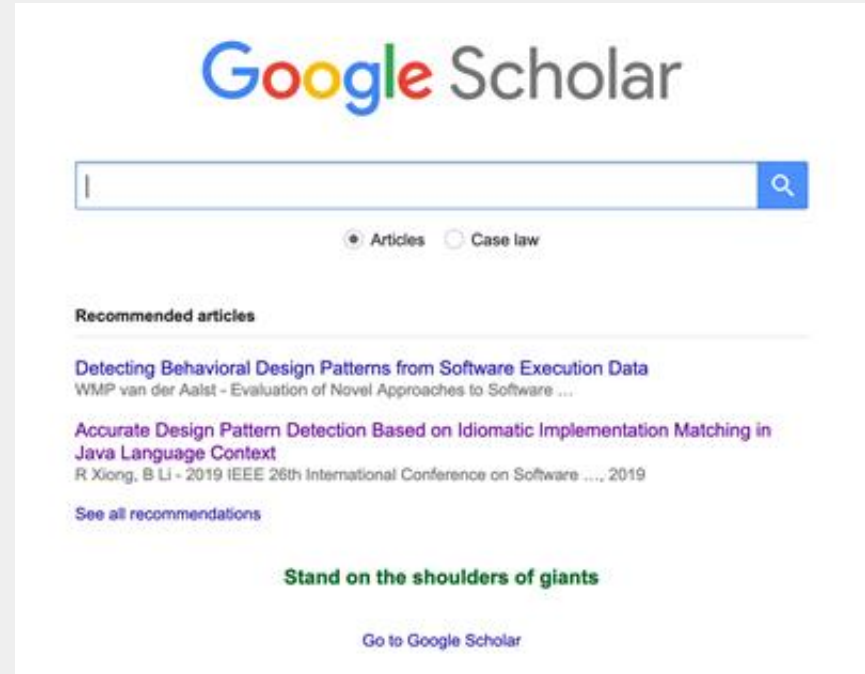 Google Scholar
Articles Case law
Recommended articles
Detecting Behavioral Design Patterns from Software Execution Data
WMP van der Aalst - Evaluation of Novel Approaches to Software ...
Accurate Design Pattern Detection Based on Idiomatic Implementation Matching in
Java Language Context
R Xiong, B Li - 2019 IEEE 26th International Conference on Software ..., 2019
See all recommendations
Stand on the shoulders of giants
Go to Google Scholar